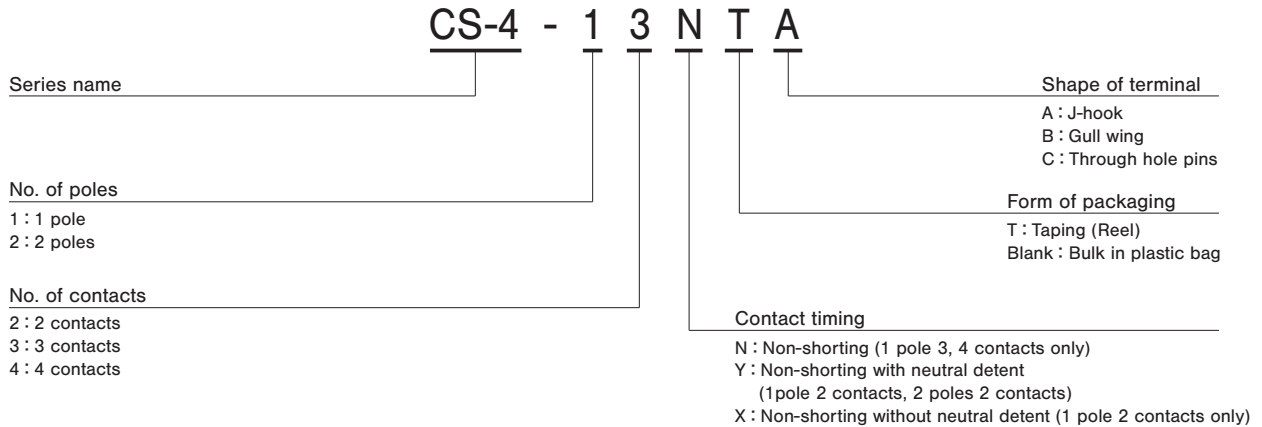 CS-4 - 1 3 N T A
Series name
No. of poles
1 : 1 pole
2 : 2 poles
No. of contacts
2 : 2 contacts
3 : 3 contacts
4 : 4 contacts
Shape of terminal
A : J-hook
B : Gull wing
C : Through hole pins
Form of packaging
T : Taping (Reel)
Blank : Bulk in plastic bag
Contact timing
N : Non-shorting (1 pole 3, 4 contacts only)
Y : Non-shorting with neutral detent
(1pole 2 contacts, 2 poles 2 contacts)
X : Non-shorting without neutral detent (1 pole 2 contacts only)